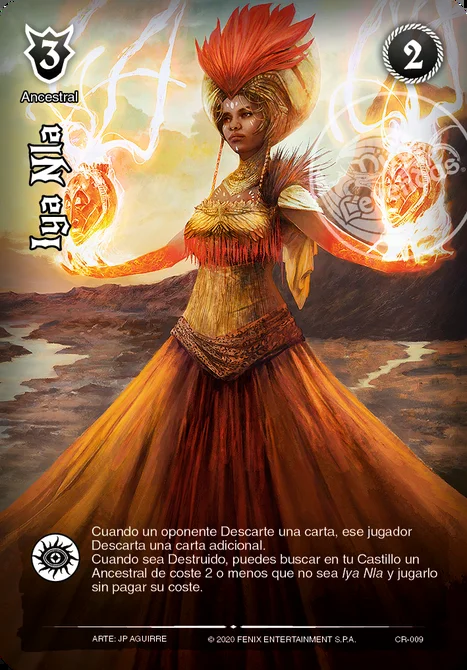 3
2
Ancestral
Iya Nla
Cuando un oponente Descarte una carta, ese jugador
Descarta una carta adicional.
Cuando sea Destruido, puedes buscar en tu Castillo un
Ancestral de coste 2 o menos que no sea Iya Nla y jugarlo
sin pagar su coste.
ARTE: JP AGUIRRE
© 2020 FENIX ENTERTAINMENT S.P.A.
CR-009